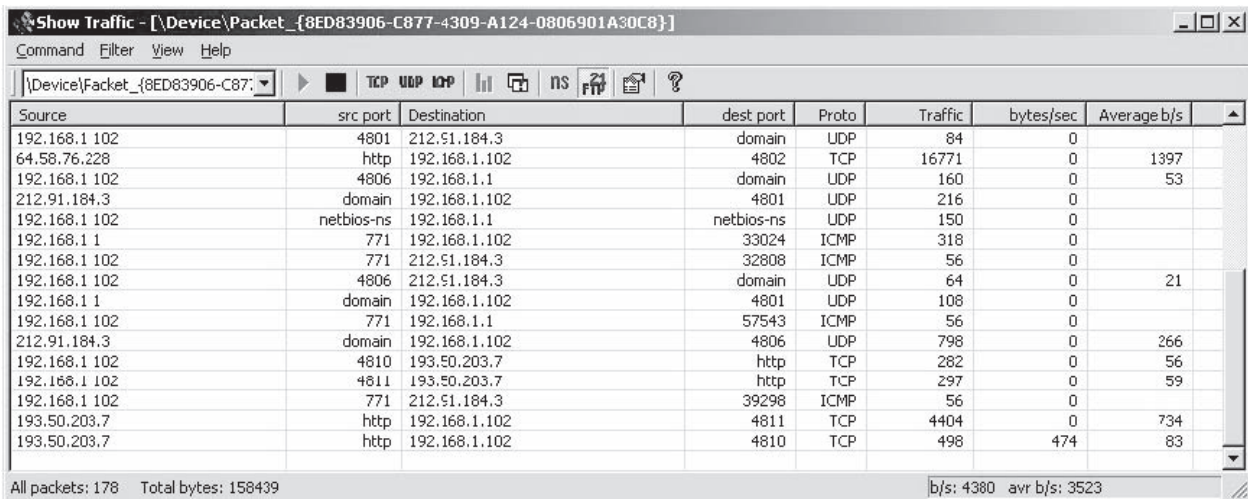 Show Traffic - [\Device\Packet_{8ED83906-C877-4309-A124-0806901A30C8}]
Command Filter View Help
\Device\Packet_{8ED83906-C87 TCP UDP ICMP ns
Source src port Destination dest port Proto Traffic bytes/sec Average b/s
192.168.1 102 4801 212.91.184.3 domain UDP 84 0
64.58.76.228 http 192.168.1.102 4802 TCP 16771 0 1397
192.168.1 102 4806 192.168.1.1 domain UDP 160 0 53
212.91.184.3 domain 192.168.1.102 4801 UDP 216 0
192.168.1 102 netbios-ns 192.168.1.1 netbios-ns UDP 150 0
192.168.1 1 771 192.168.1.102 33024 ICMP 318 0
192.168.1 102 771 212.91.184.3 32808 ICMP 56 0
192.168.1 102 4806 212.91.184.3 domain UDP 64 0 21
192.168.1 1 domain 192.168.1.102 4801 UDP 108 0
192.168.1 102 771 192.168.1.1 57543 ICMP 56 0
212.91.184.3 domain 192.168.1.102 4806 UDP 798 0 266
192.168.1 102 4810 193.50.203.7 http TCP 282 0 56
192.168.1 102 4811 193.50.203.7 http TCP 297 0 59
192.168.1 102 771 212.91.184.3 39298 ICMP 56 0
193.50.203.7 http 192.168.1.102 4811 TCP 4404 0 734
193.50.203.7 http 192.168.1.102 4810 TCP 498 474 83
All packets: 178 Total bytes: 158439 b/s: 4380 avr b/s: 3523